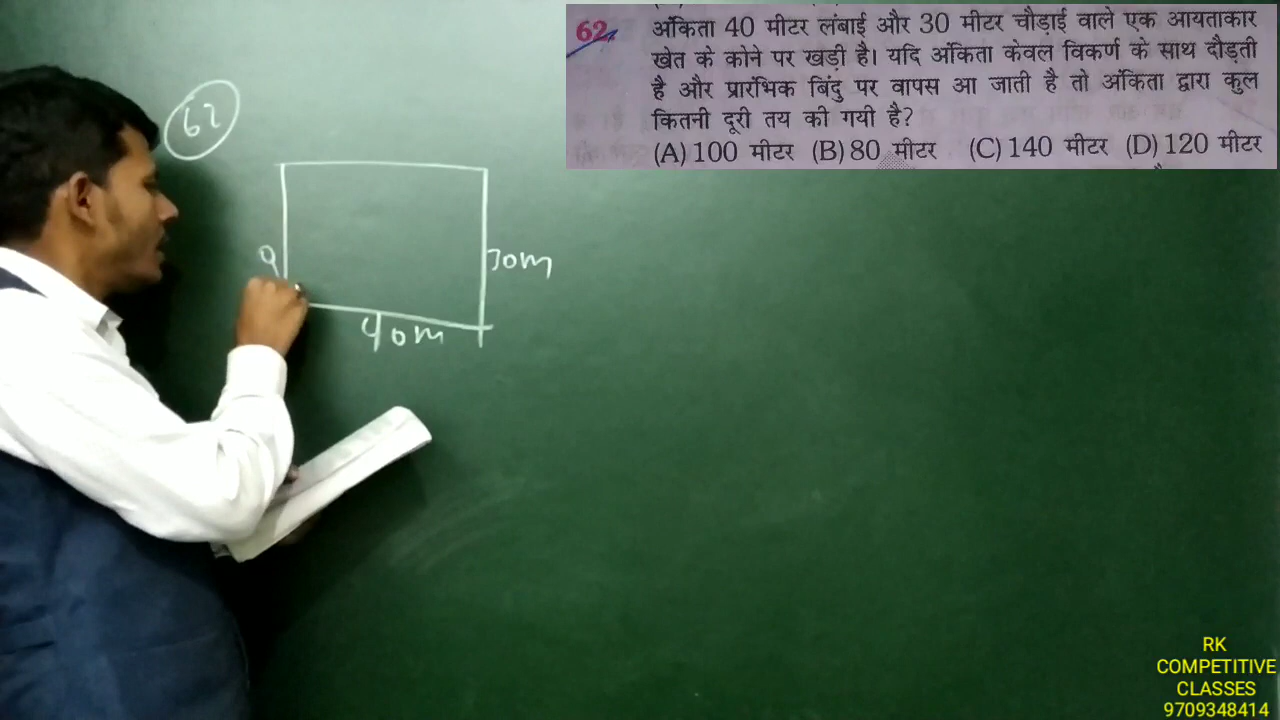 62.
अंकिता 40 मीटर लंबाई और 30 मीटर चौड़ाई वाले एक आयताकार
खेत के कोने पर खड़ी है। यदि अंकिता केवल विकर्ण के साथ दौड़ती
है और प्रारंभिक बिंदु पर वापस आ जाती है तो अंकिता द्वारा कुल
कितनी दूरी तय की गयी है?
(A) 100 मीटर (B) 80 मीटर (C) 140 मीटर (D) 120 मीटर
62
30m
40m
RK
COMPETITIVE
CLASSES
9709348414